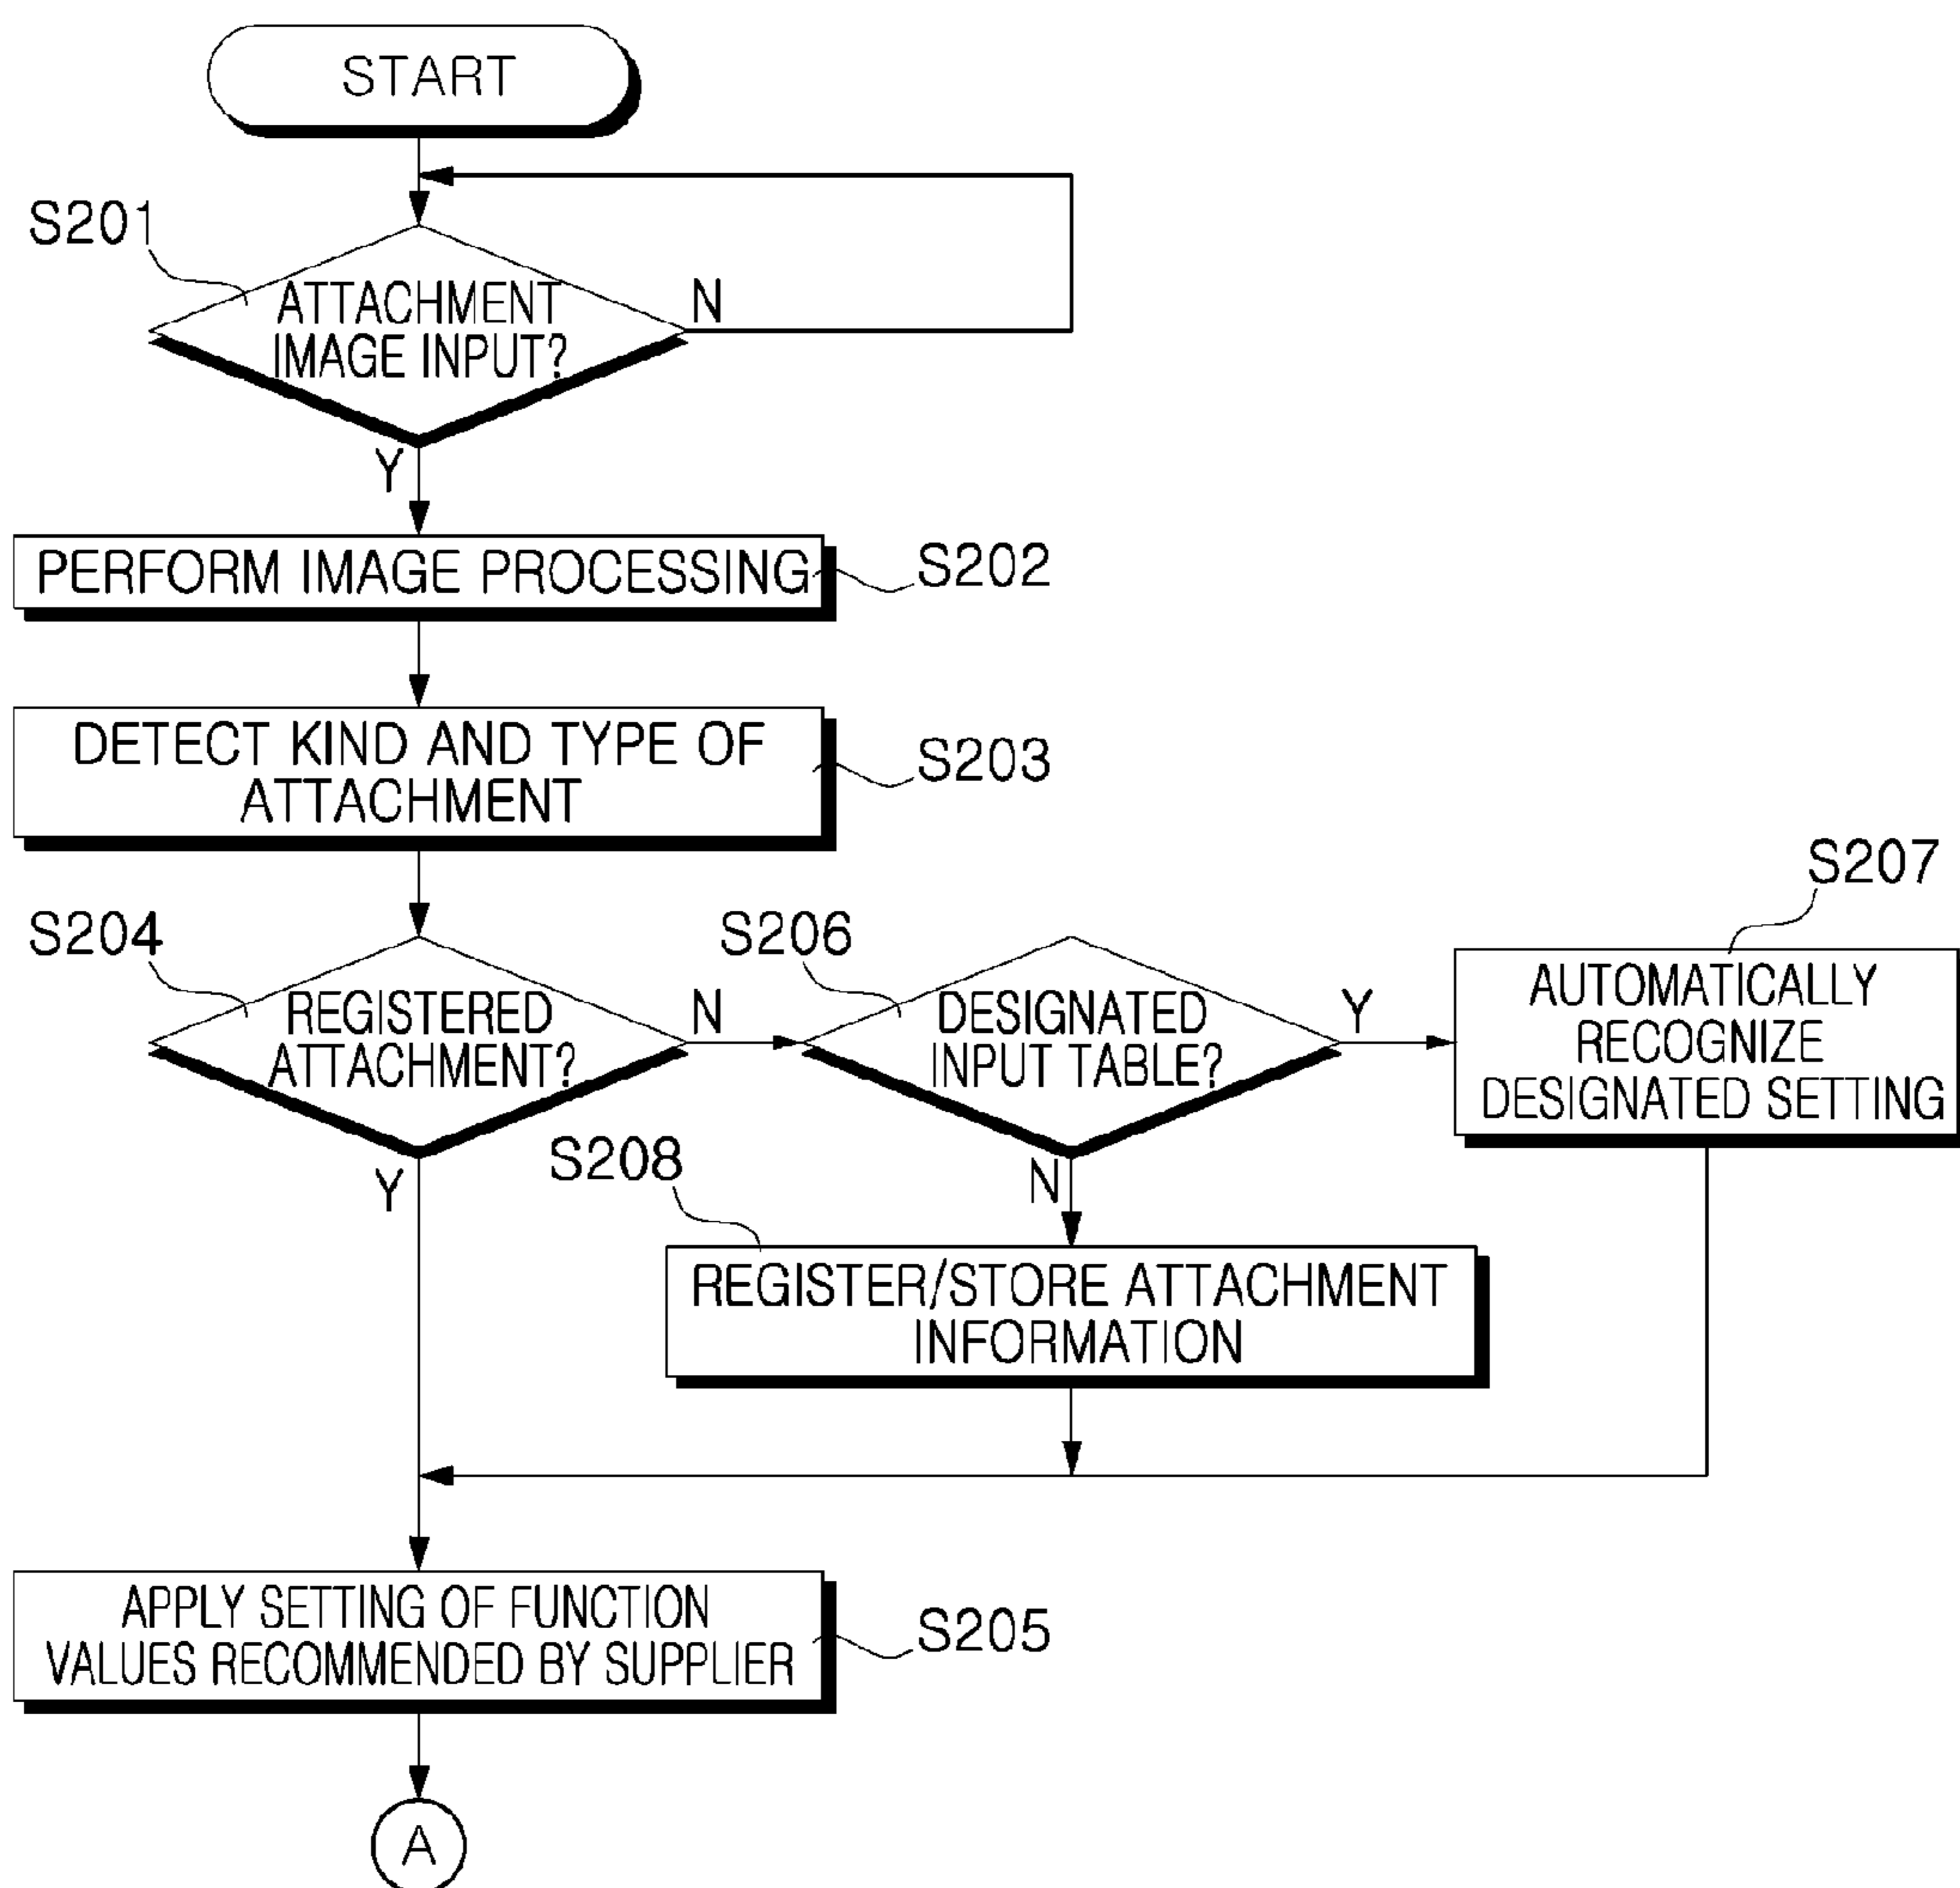 START
S201
ATTACHMENT
IMAGE INPUT?
N
Y
PERFORM IMAGE PROCESSING
S202
DETECT KIND AND TYPE OF
ATTACHMENT
S203
S204
REGISTERED
ATTACHMENT?
N
Y
S206
DESIGNATED
INPUT TABLE?
Y
N
S207
AUTOMATICALLY
RECOGNIZE
DESIGNATED SETTING
S208
REGISTER/STORE ATTACHMENT
INFORMATION
APPLY SETTING OF FUNCTION
VALUES RECOMMENDED BY SUPPLIER
S205
A